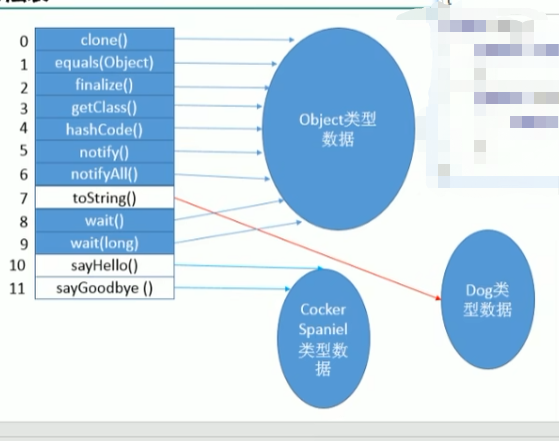 0 clone()
1 equals(Object)
2 finalize()
3 getClass()
4 hashCode()
5 notify()
6 notifyAll()
7 toString()
8 wait()
9 wait(long)
10 sayHello()
11 sayGoodbye ()
Object类型
数据
Cocker
Spaniel
类型数
据
Dog类
型数据